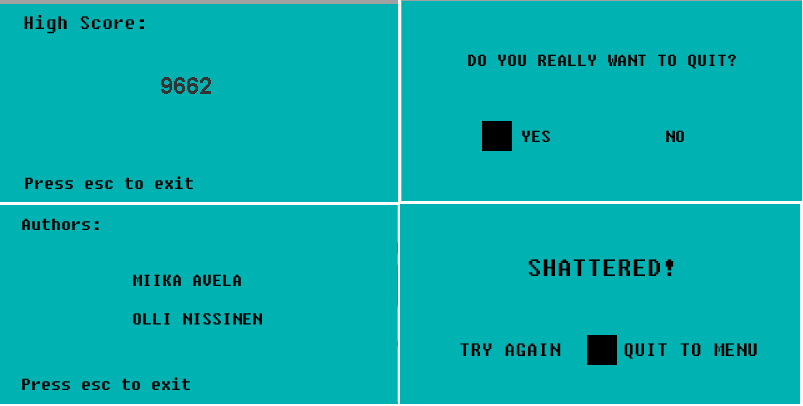 High Score:
9662
Press esc to exit
DO YOU REALLY WANT TO QUIT?
YES NO
Authors:
MIIKA AVELA
OLLI NISSINEN
Press esc to exit
SHATTERED!
TRY AGAIN QUIT TO MENU